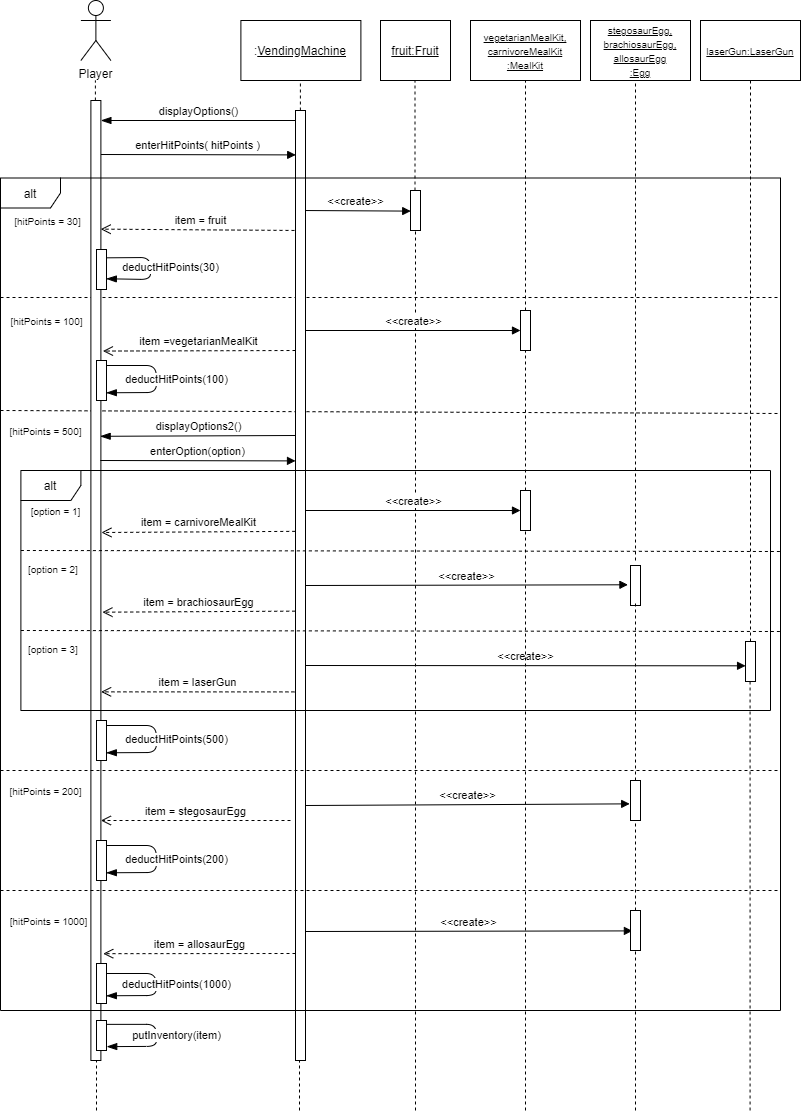 Player
:VendingMachine
fruit:Fruit
vegetarianMealKit,
carnivoreMealKit
:MealKit
stegosaurEgg,
brachiosaurEgg,
allosaurEgg
:Egg
laserGun:LaserGun
displayOptions()
enterHitPoints( hitPoints )
alt
[hitPoints = 30]
<<create>>
item = fruit
deductHitPoints(30)
[hitPoints = 100]
<<create>>
item =vegetarianMealKit
deductHitPoints(100)
[hitPoints = 500]
displayOptions2()
enterOption(option)
alt
[option = 1]
<<create>>
item = carnivoreMealKit
[option = 2]
<<create>>
item = brachiosaurEgg
[option = 3]
<<create>>
item = laserGun
deductHitPoints(500)
[hitPoints = 200]
<<create>>
item = stegosaurEgg
deductHitPoints(200)
[hitPoints = 1000]
<<create>>
item = allosaurEgg
deductHitPoints(1000)
putInventory(item)